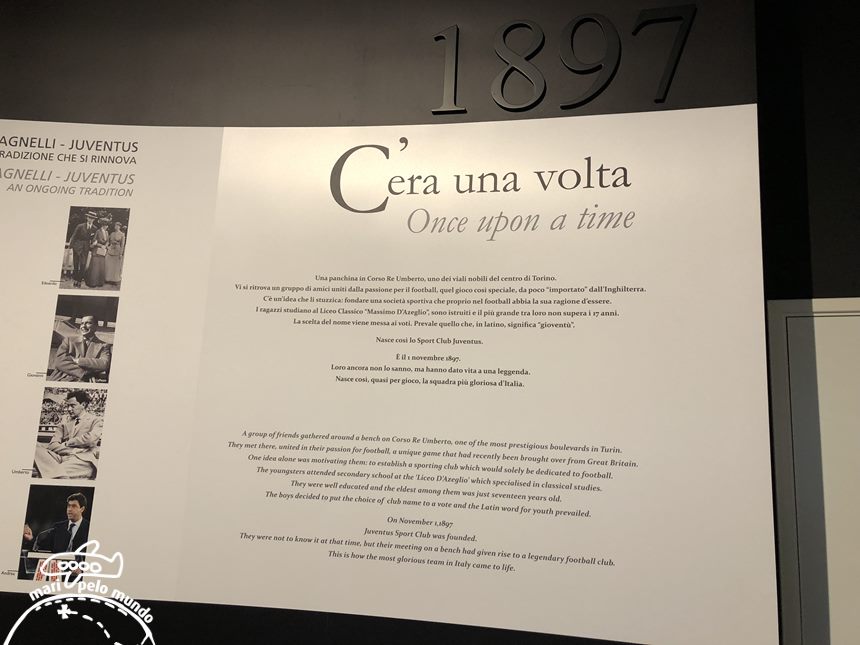 1897
AGNELLI - JUVENTUS
RADIZIONE CHE SI RINNOVA
AGNELLI - JUVENTUS
AN ONGOING TRADITION
Edoardo
Giovanni
Umberto
Andrea
C'era una volta
Once upon a time
Una panchina in Corso Re Umberto, uno dei viali nobili del centro di Torino.
Vi si ritrova un gruppo di amici uniti dalla passione per il football, quel gioco così speciale, da poco "importato" dall'Inghilterra.
C'è un'idea che li stuzzica: fondare una società sportiva che proprio nel football abbia la sua ragione d'essere.
I ragazzi studiano al Liceo Classico "Massimo D'Azeglio", sono istruiti e il più grande tra loro non supera i 17 anni.
La scelta del nome viene messa ai voti. Prevale quello che, in latino, significa "gioventù".
Nasce così lo Sport Club Juventus.
È il 1 novembre 1897.
Loro ancora non lo sanno, ma hanno dato vita a una leggenda.
Nasce così, quasi per gioco, la squadra più gloriosa d'Italia.
A group of friends gathered around a bench on Corso Re Umberto, one of the most prestigious boulevards in Turin.
They met there, united in their passion for football, a unique game that had recently been brought over from Great Britain.
One idea alone was motivating them: to establish a sporting club which would solely be dedicated to football.
The youngsters attended secondary school at the 'Liceo D'Azeglio' which specialised in classical studies.
They were well educated and the eldest among them was just seventeen years old.
The boys decided to put the choice of club name to a vote and the Latin word for youth prevailed.
On November 1,1897
Juventus Sport Club was founded.
They were not to know it at that time, but their meeting on a bench had given rise to a legendary football club.
This is how the most glorious team in Italy came to life.
mari pelo mundo